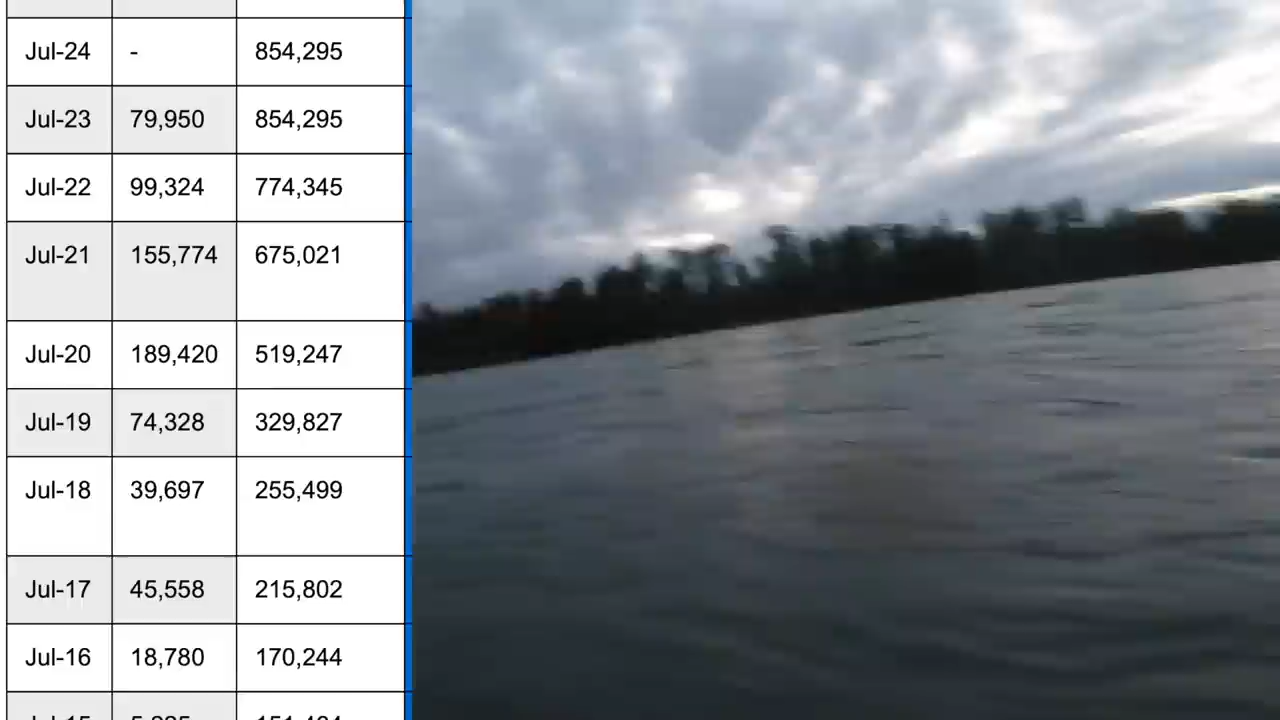 Jul-24 - 854,295
Jul-23 79,950 854,295
Jul-22 99,324 774,345
Jul-21 155,774 675,021
Jul-20 189,420 519,247
Jul-19 74,328 329,827
Jul-18 39,697 255,499
Jul-17 45,558 215,802
Jul-16 18,780 170,244